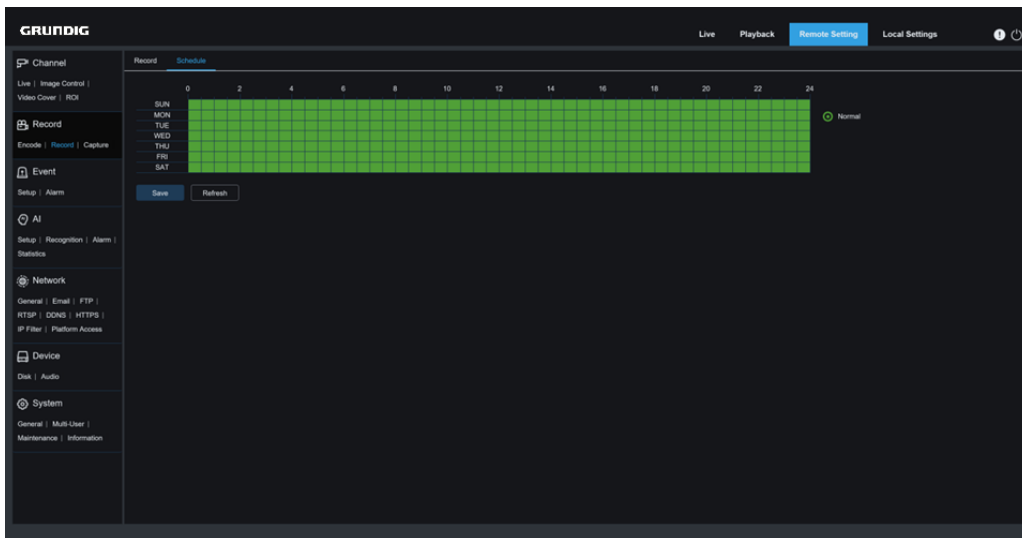 GRUNDIG
Live Playback Remote Setting Local Settings
Channel
Live | Image Control |
Video Cover | ROI
Record
Encode | Record | Capture
Event
Setup | Alarm
AI
Setup | Recognition | Alarm |
Statistics
Network
General | Email | FTP |
RTSP | DDNS | HTTPS |
IP Filter | Platform Access
Device
Disk | Audio
System
General | Multi-User |
Maintenance | Information
Record Schedule
0 2 4 6 8 10 12 14 16 18 20 22 24
SUN
MON
TUE
WED
THU
FRI
SAT
Normal
Save Refresh